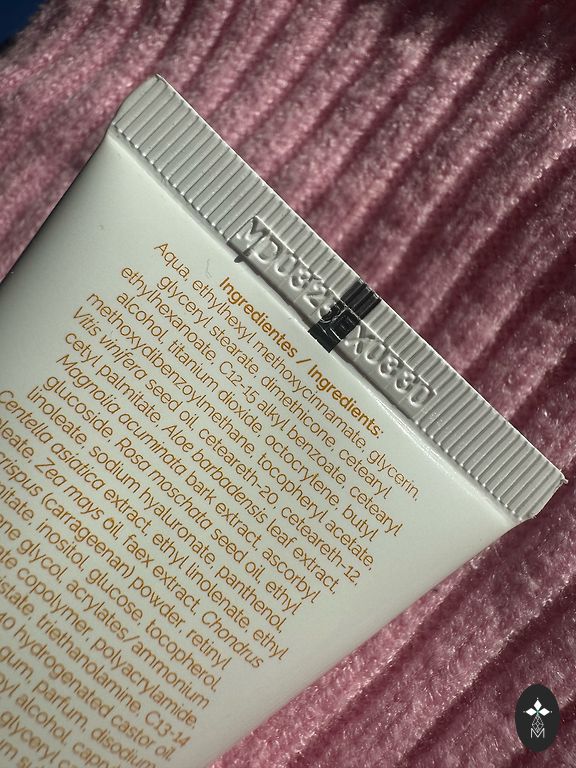 MDU325EXU330
Ingredientes / Ingredients.
Aqua, ethylhexyl methoxycinnamate, glycerin,
glyceryl stearate, dimethicone, cetearyl
ethylhexanoate, C12-15 alkyl benzoate, cetearyl
alcohol, titanium dioxide, octocrylene, butyl
methoxydibenzoylmethane, tocopheryl acetate,
Vitis vinifera seed oil, ceteareth-20, ceteareth-12,
cetyl palmitate, Aloe barbadensis leaf extract,
Magnolia acuminata bark extract, ascorbyl
glucoside, Rosa moschata seed oil, ethyl
linoleate, sodium hyaluronate, panthenol,
Centella asiatica extract, ethyl linolenate, ethyl
oleate, Zea mays oil, faex extract, Chondrus
crispus (carrageenan) powder, retinyl
inositol, glucose, tocopherol,
glycol, acrylates/ammonium
copolymer, polyacrylamide,
triethanolamine, C13-14
hydrogenated castor oil,
gum, parfum, disodium
alcohol,
glyceryl